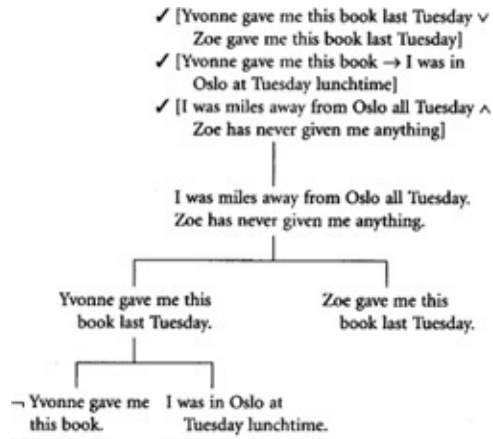 ✓ [Yvonne gave me this book last Tuesday ∨
Zoe gave me this book last Tuesday]
✓ [Yvonne gave me this book → I was in
Oslo at Tuesday lunchtime]
✓ [I was miles away from Oslo all Tuesday ∧
Zoe has never given me anything]
I was miles away from Oslo all Tuesday.
Zoe has never given me anything.
Yvonne gave me this
book last Tuesday.
Zoe gave me this
book last Tuesday.
¬ Yvonne gave me
this book.
I was in Oslo at
Tuesday lunchtime.